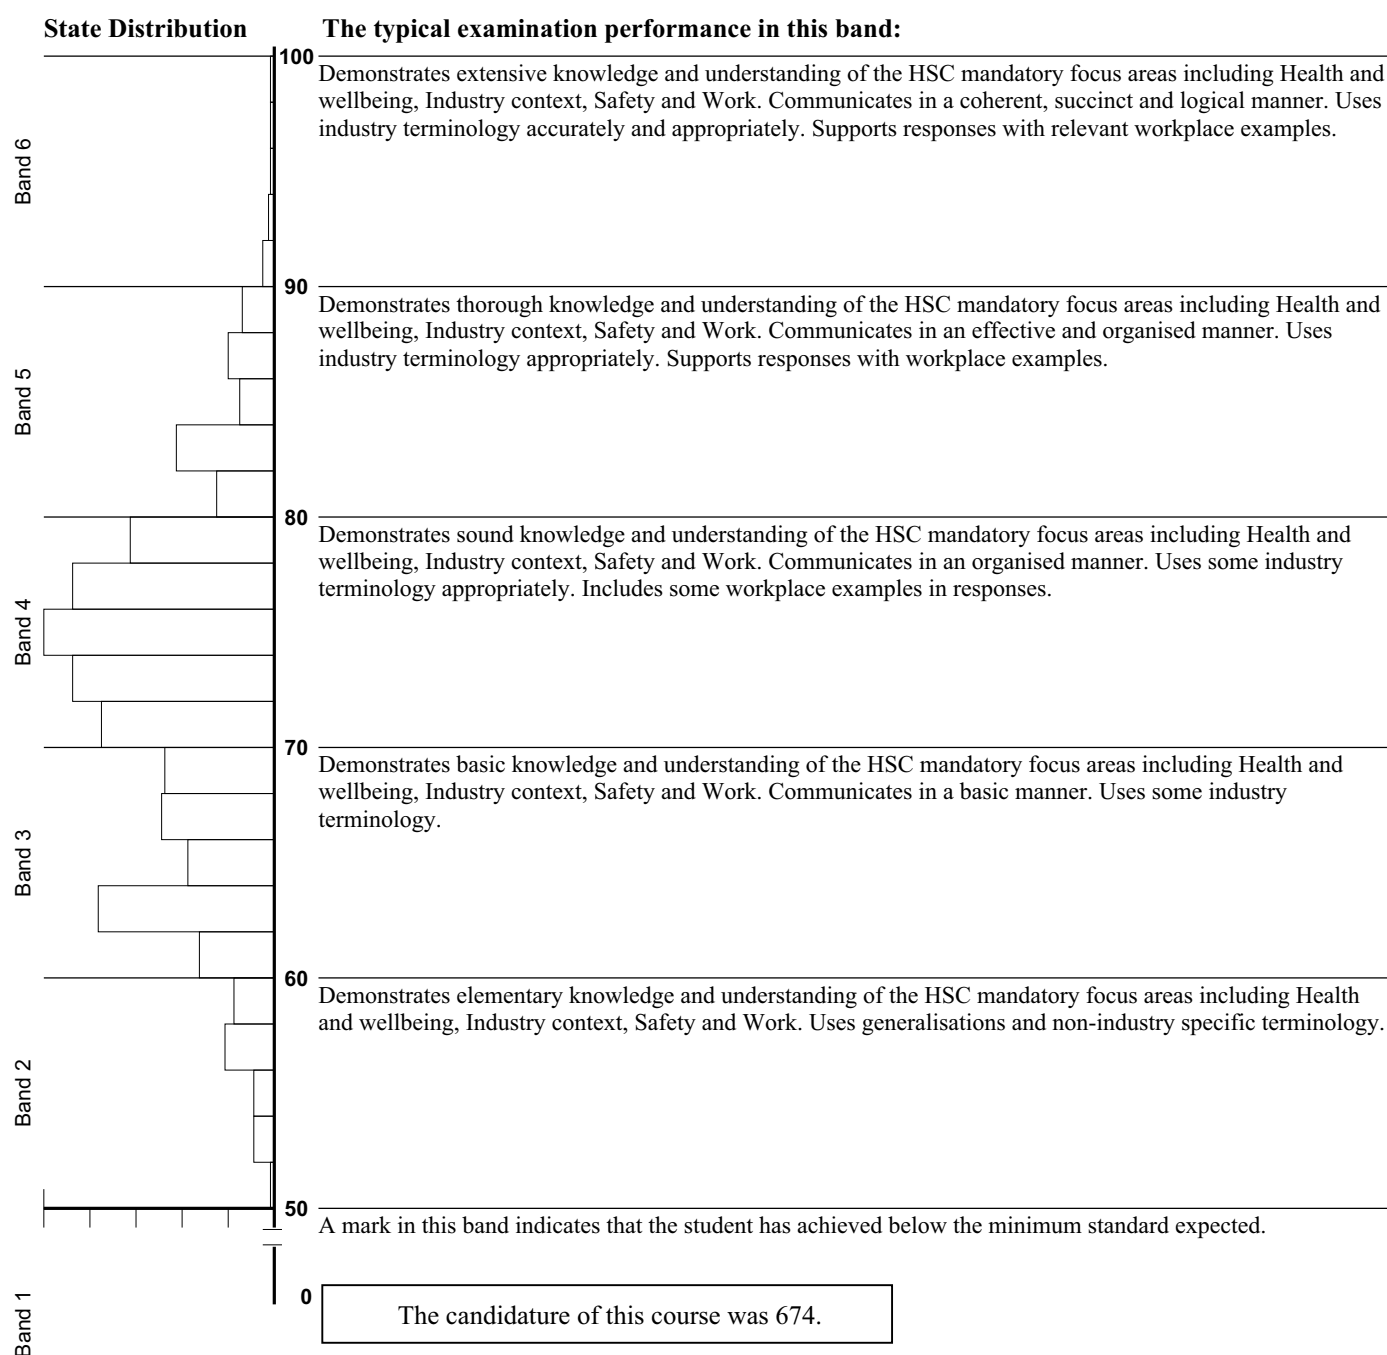 State Distribution
The typical examination performance in this band:
100
Demonstrates extensive knowledge and understanding of the HSC mandatory focus areas including Health and
wellbeing, Industry context, Safety and Work. Communicates in a coherent, succinct and logical manner. Uses
industry terminology accurately and appropriately. Supports responses with relevant workplace examples.
Band 6
90
Demonstrates thorough knowledge and understanding of the HSC mandatory focus areas including Health and
wellbeing, Industry context, Safety and Work. Communicates in an effective and organised manner. Uses
industry terminology appropriately. Supports responses with workplace examples.
Band 5
80
Demonstrates sound knowledge and understanding of the HSC mandatory focus areas including Health and
wellbeing, Industry context, Safety and Work. Communicates in an organised manner. Uses some industry
terminology appropriately. Includes some workplace examples in responses.
Band 4
70
Demonstrates basic knowledge and understanding of the HSC mandatory focus areas including Health and
wellbeing, Industry context, Safety and Work. Communicates in a basic manner. Uses some industry
terminology.
Band 3
60
Demonstrates elementary knowledge and understanding of the HSC mandatory focus areas including Health
and wellbeing, Industry context, Safety and Work. Uses generalisations and non-industry specific terminology.
Band 2
50
A mark in this band indicates that the student has achieved below the minimum standard expected.
0
Band 1
The candidature of this course was 674.